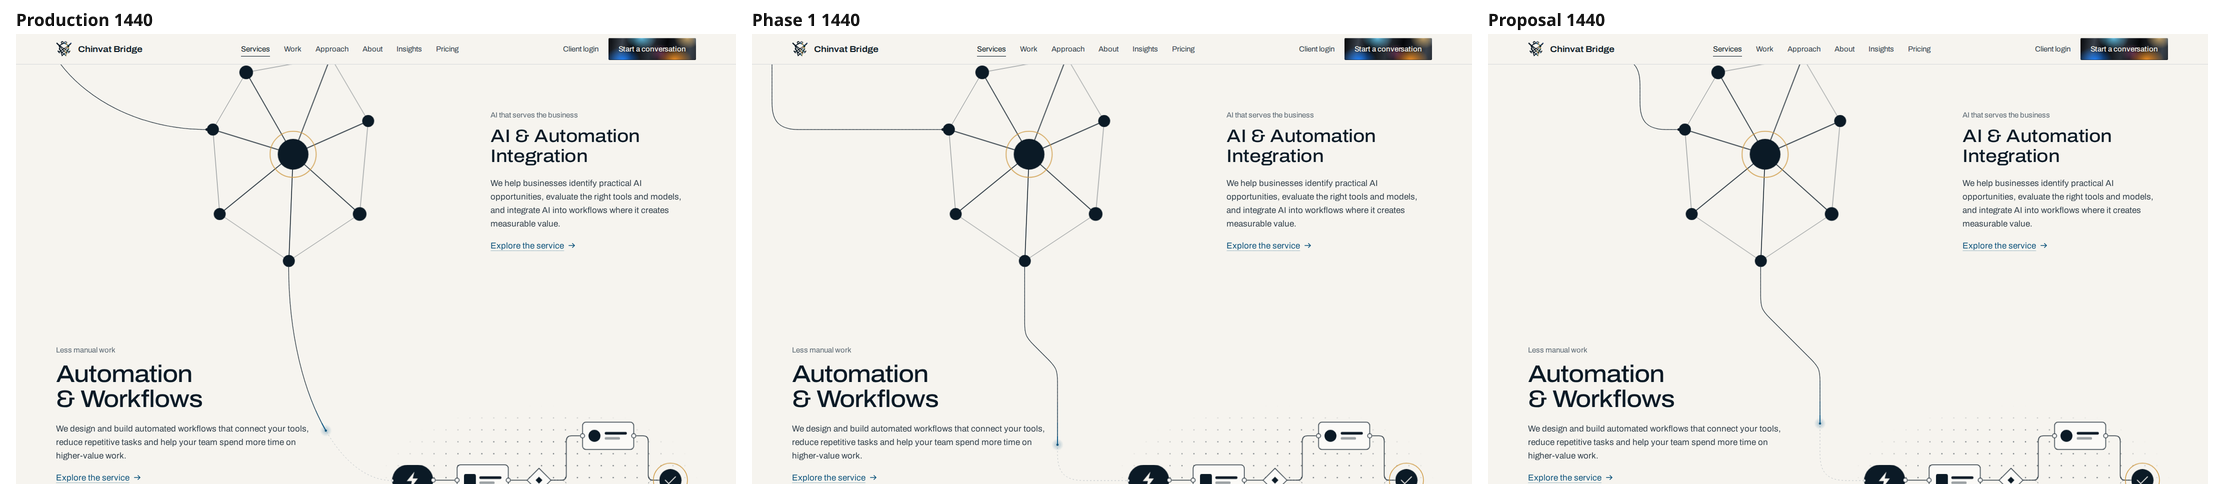 Production 1440
Chinvat Bridge
Services Work Approach About Insights Pricing
Client login
Start a conversation
AI that serves the business
AI & Automation
Integration
We help businesses identify practical AI
opportunities, evaluate the right tools and models,
and integrate AI into workflows where it creates
measurable value.
Explore the service →
Less manual work
Automation
& Workflows
We design and build automated workflows that connect your tools,
reduce repetitive tasks and help your team spend more time on
higher-value work.
Explore the service →
Phase 1 1440
Chinvat Bridge
Services Work Approach About Insights Pricing
Client login
Start a conversation
AI that serves the business
AI & Automation
Integration
We help businesses identify practical AI
opportunities, evaluate the right tools and models,
and integrate AI into workflows where it creates
measurable value.
Explore the service →
Less manual work
Automation
& Workflows
We design and build automated workflows that connect your tools,
reduce repetitive tasks and help your team spend more time on
higher-value work.
Explore the service →
Proposal 1440
Chinvat Bridge
Services Work Approach About Insights Pricing
Client login
Start a conversation
AI that serves the business
AI & Automation
Integration
We help businesses identify practical AI
opportunities, evaluate the right tools and models,
and integrate AI into workflows where it creates
measurable value.
Explore the service →
Less manual work
Automation
& Workflows
We design and build automated workflows that connect your tools,
reduce repetitive tasks and help your team spend more time on
higher-value work.
Explore the service →